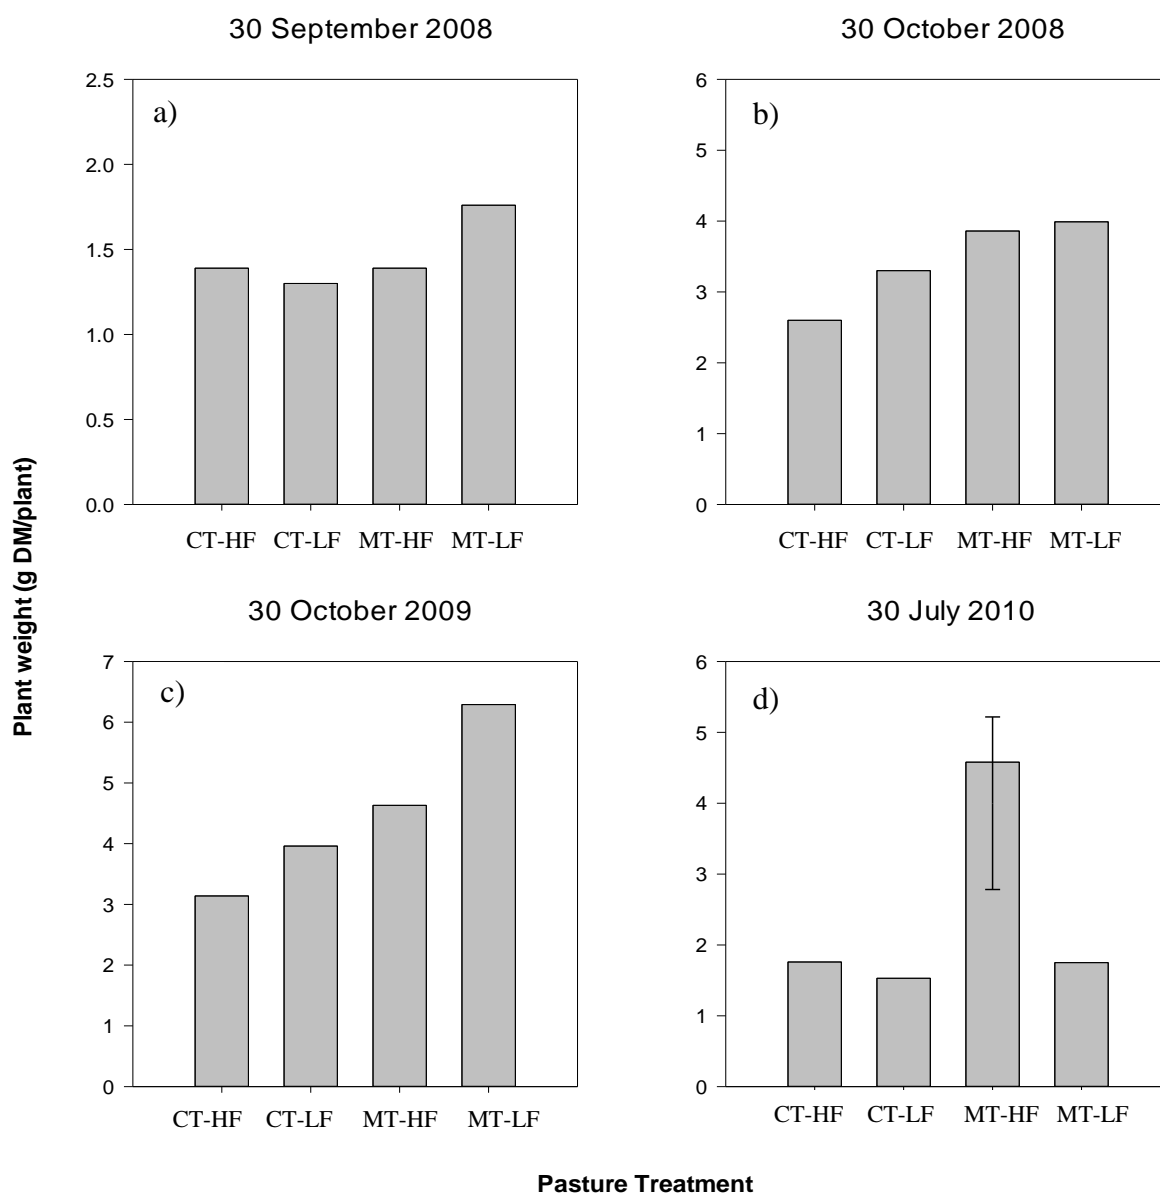 30 September 2008
30 October 2008
a)
2.5
2.0
1.5
1.0
0.5
0.0
CT-HF CT-LF MT-HF MT-LF
b)
6
5
4
3
2
1
0
CT-HF CT-LF MT-HF MT-LF
Plant weight (g DM/plant)
30 October 2009
30 July 2010
c)
7
6
5
4
3
2
1
0
CT-HF CT-LF MT-HF MT-LF
d)
6
5
4
3
2
1
0
CT-HF CT-LF MT-HF MT-LF
Pasture Treatment